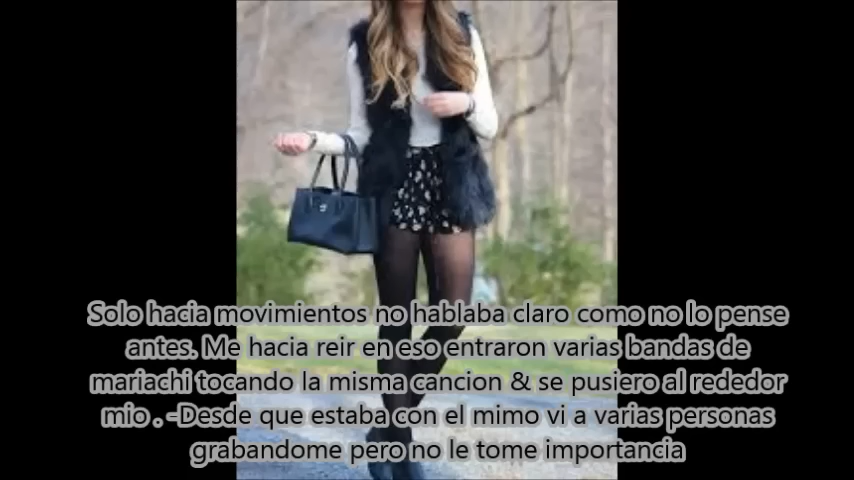 Solo hacia movimientos no hablaba claro como no lo pense
antes. Me hacia reir en eso entraron varias bandas de
mariachi tocando la misma cancion & se pusiero al rededor
mio . -Desde que estaba con el mimo vi a varias personas
grabandome pero no le tome importancia